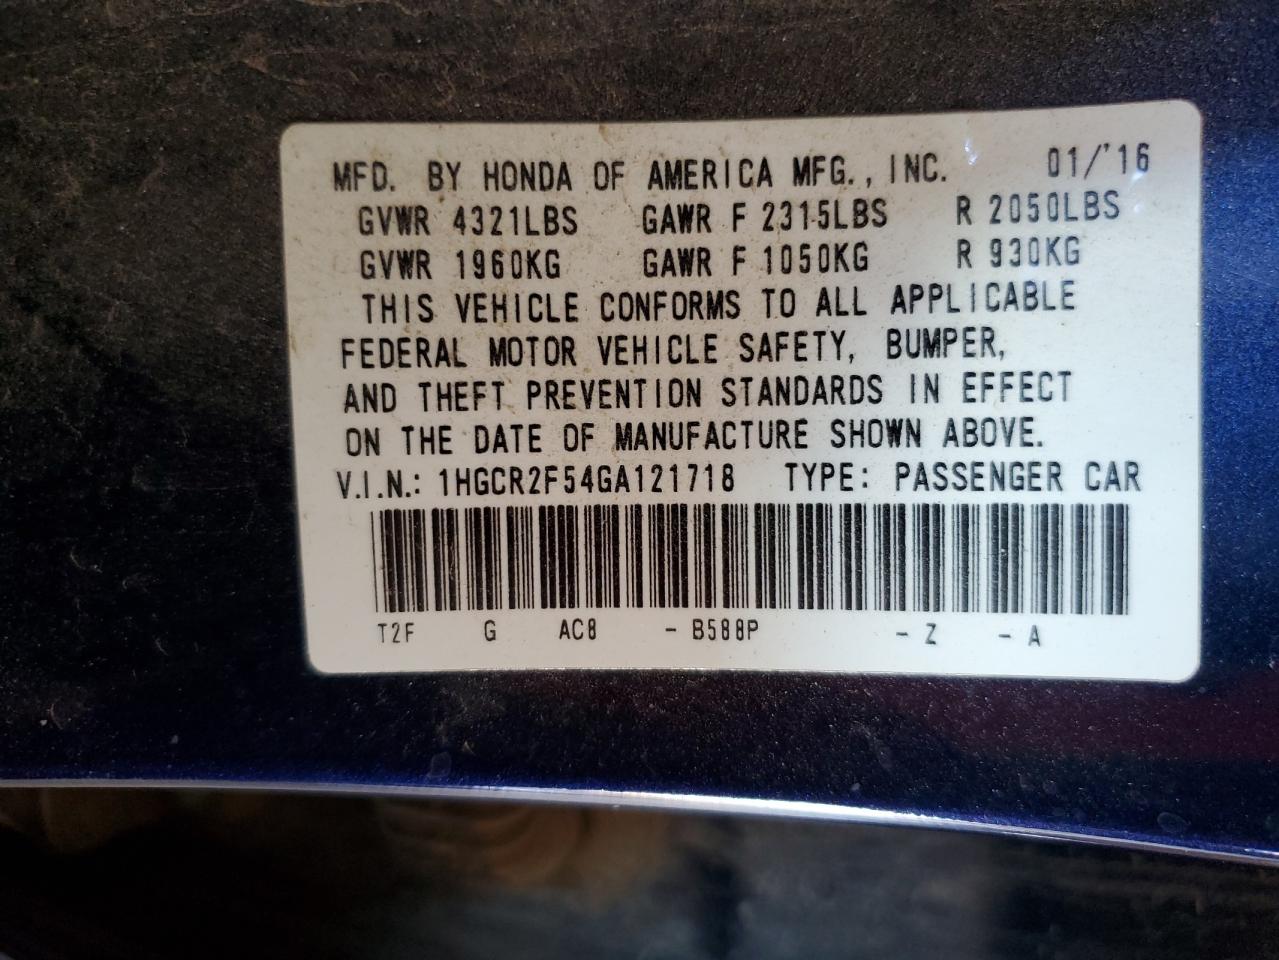 MFD. BY HONDA OF AMERICA MFG., INC. 01/'16
GVWR 4321LBS GAWR F 2315LBS R 2050LBS
GVWR 1960KG GAWR F 1050KG R 930KG
THIS VEHICLE CONFORMS TO ALL APPLICABLE
FEDERAL MOTOR VEHICLE SAFETY, BUMPER,
AND THEFT PREVENTION STANDARDS IN EFFECT
ON THE DATE OF MANUFACTURE SHOWN ABOVE.
V.I.N.: 1HGCR2F54GA121718 TYPE: PASSENGER CAR
T2F G AC8 - B588P - Z - A